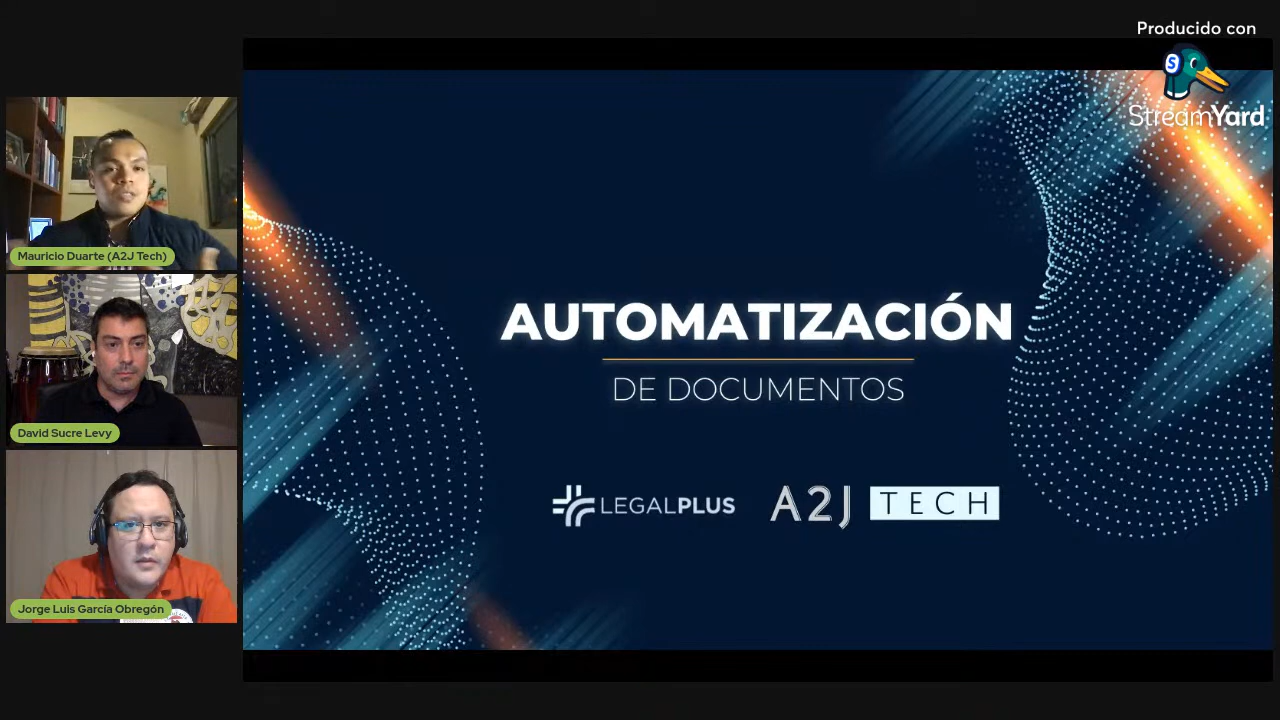 Producido con
StreamYard
Mauricio Duarte (A2J Tech)
David Sucre Levy
Jorge Luis García Obregón
AUTOMATIZACIÓN
DE DOCUMENTOS
LEGALPLUS
A2J TECH